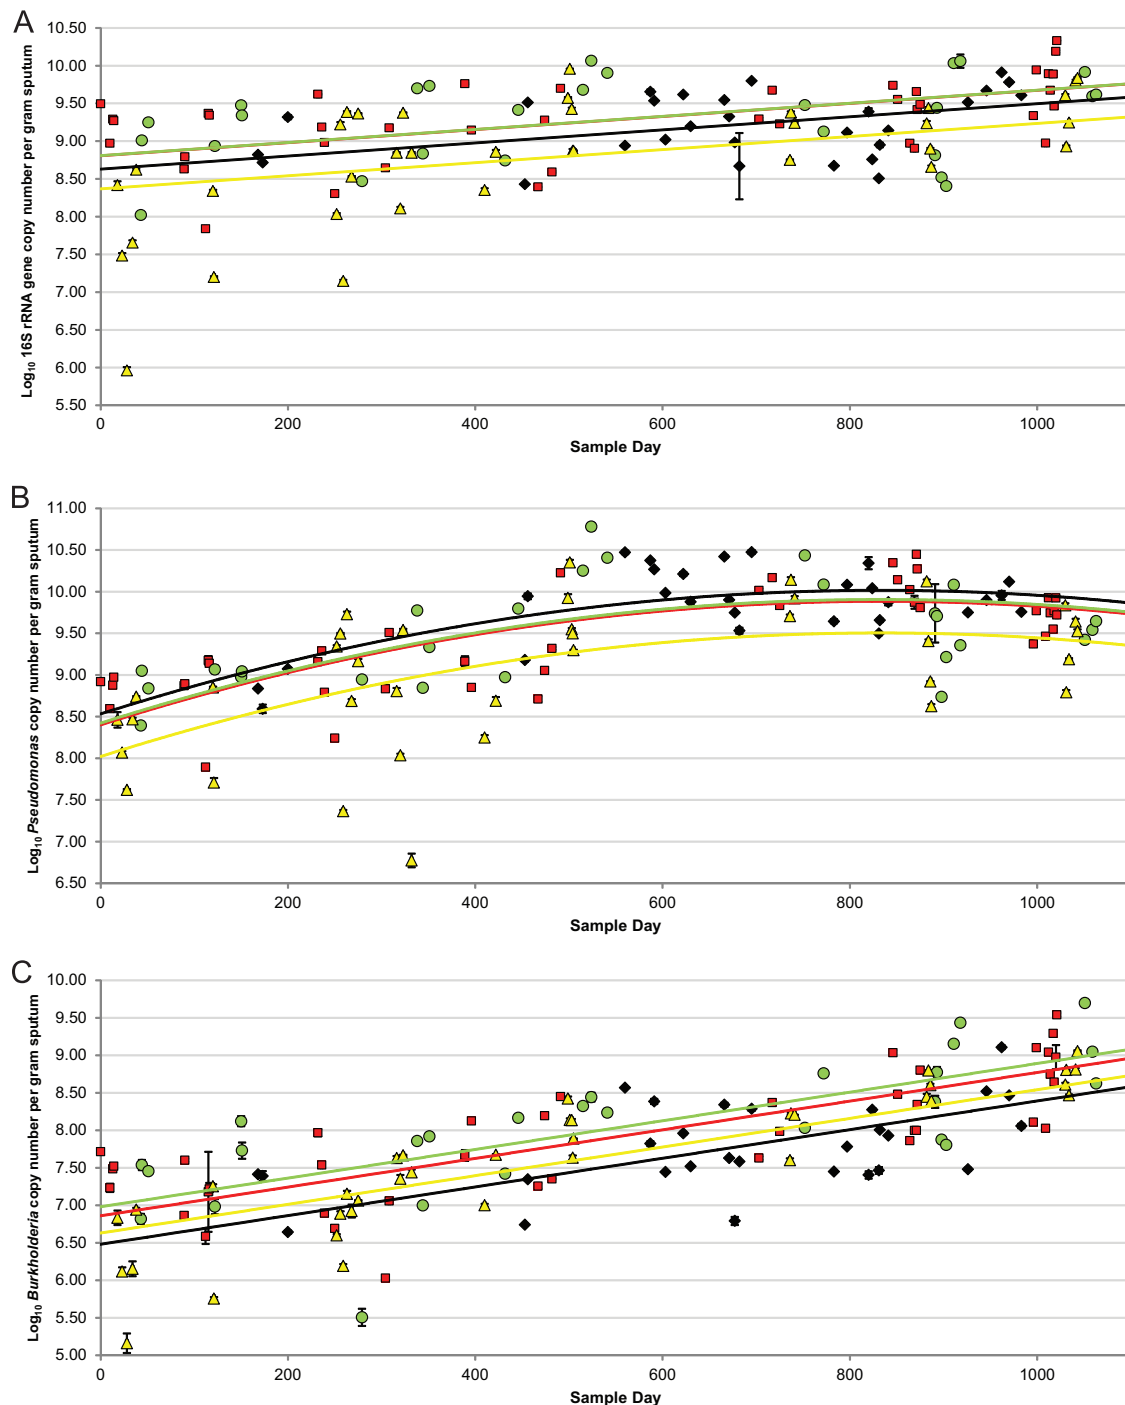 A
Log10 16S rRNA gene copy number per gram sputum
10.50
10.00
9.50
9.00
8.50
8.00
7.50
7.00
6.50
6.00
5.50
0 200 400 600 800 1000
Sample Day
B
Log10 Pseudomonas copy number per gram sputum
11.00
10.50
10.00
9.50
9.00
8.50
8.00
7.50
7.00
6.50
0 200 400 600 800 1000
Sample Day
C
Log10 Burkholderia copy number per gram sputum
10.00
9.50
9.00
8.50
8.00
7.50
7.00
6.50
6.00
5.50
5.00
0 200 400 600 800 1000
Sample Day